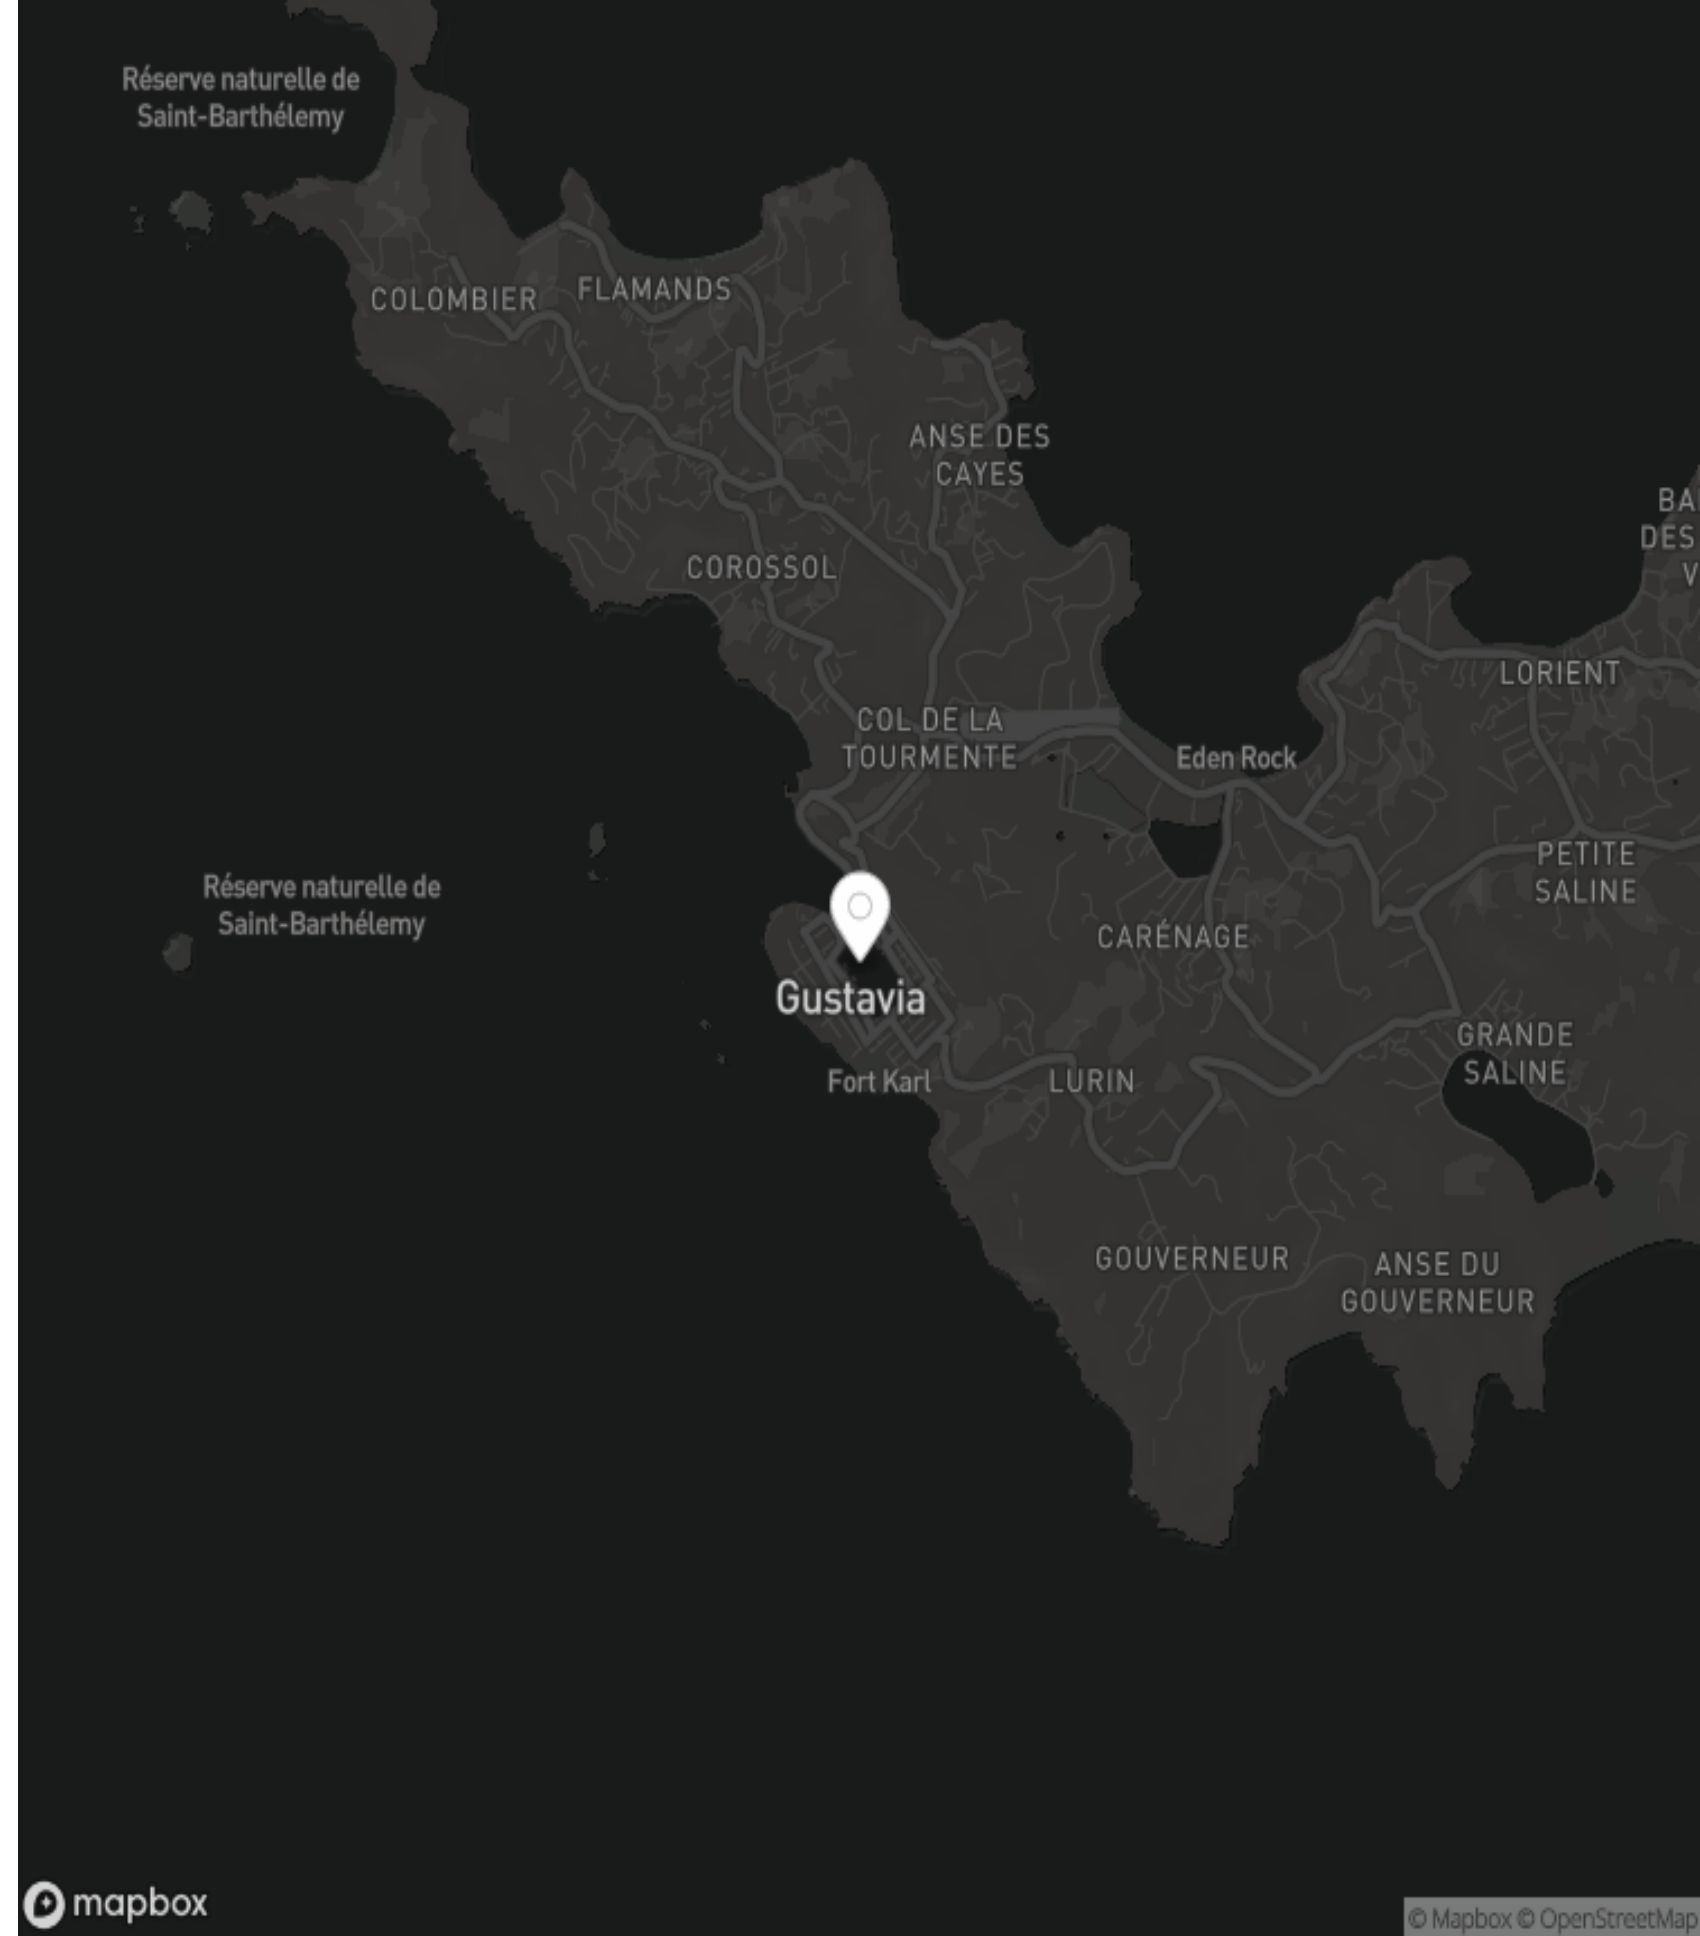 Réserve naturelle de
Saint-Barthélemy
COLOMBIER
FLAMANDS
ANSE DES
CAYES
BA
DES
V
COROSSOL
LORIENT
COL DE LA
TOURMENTE
Eden Rock
PETITE
SALINE
Réserve naturelle de
Saint-Barthélemy
CARÉNAGE
Gustavia
GRANDE
SALINE
Fort Karl
LURIN
GOUVERNEUR
ANSE DU
GOUVERNEUR
mapbox
© Mapbox © OpenStreetMap